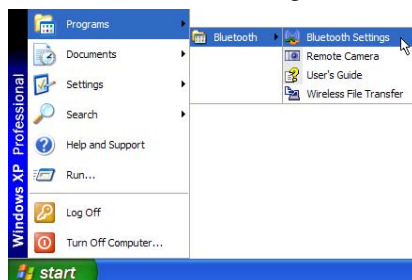 Programs
Documents
Settings
Search
Help and Support
Run...
Log Off
Turn Off Computer...
Windows XP Professional
start
Bluetooth
Bluetooth Settings
Remote Camera
User's Guide
Wireless File Transfer